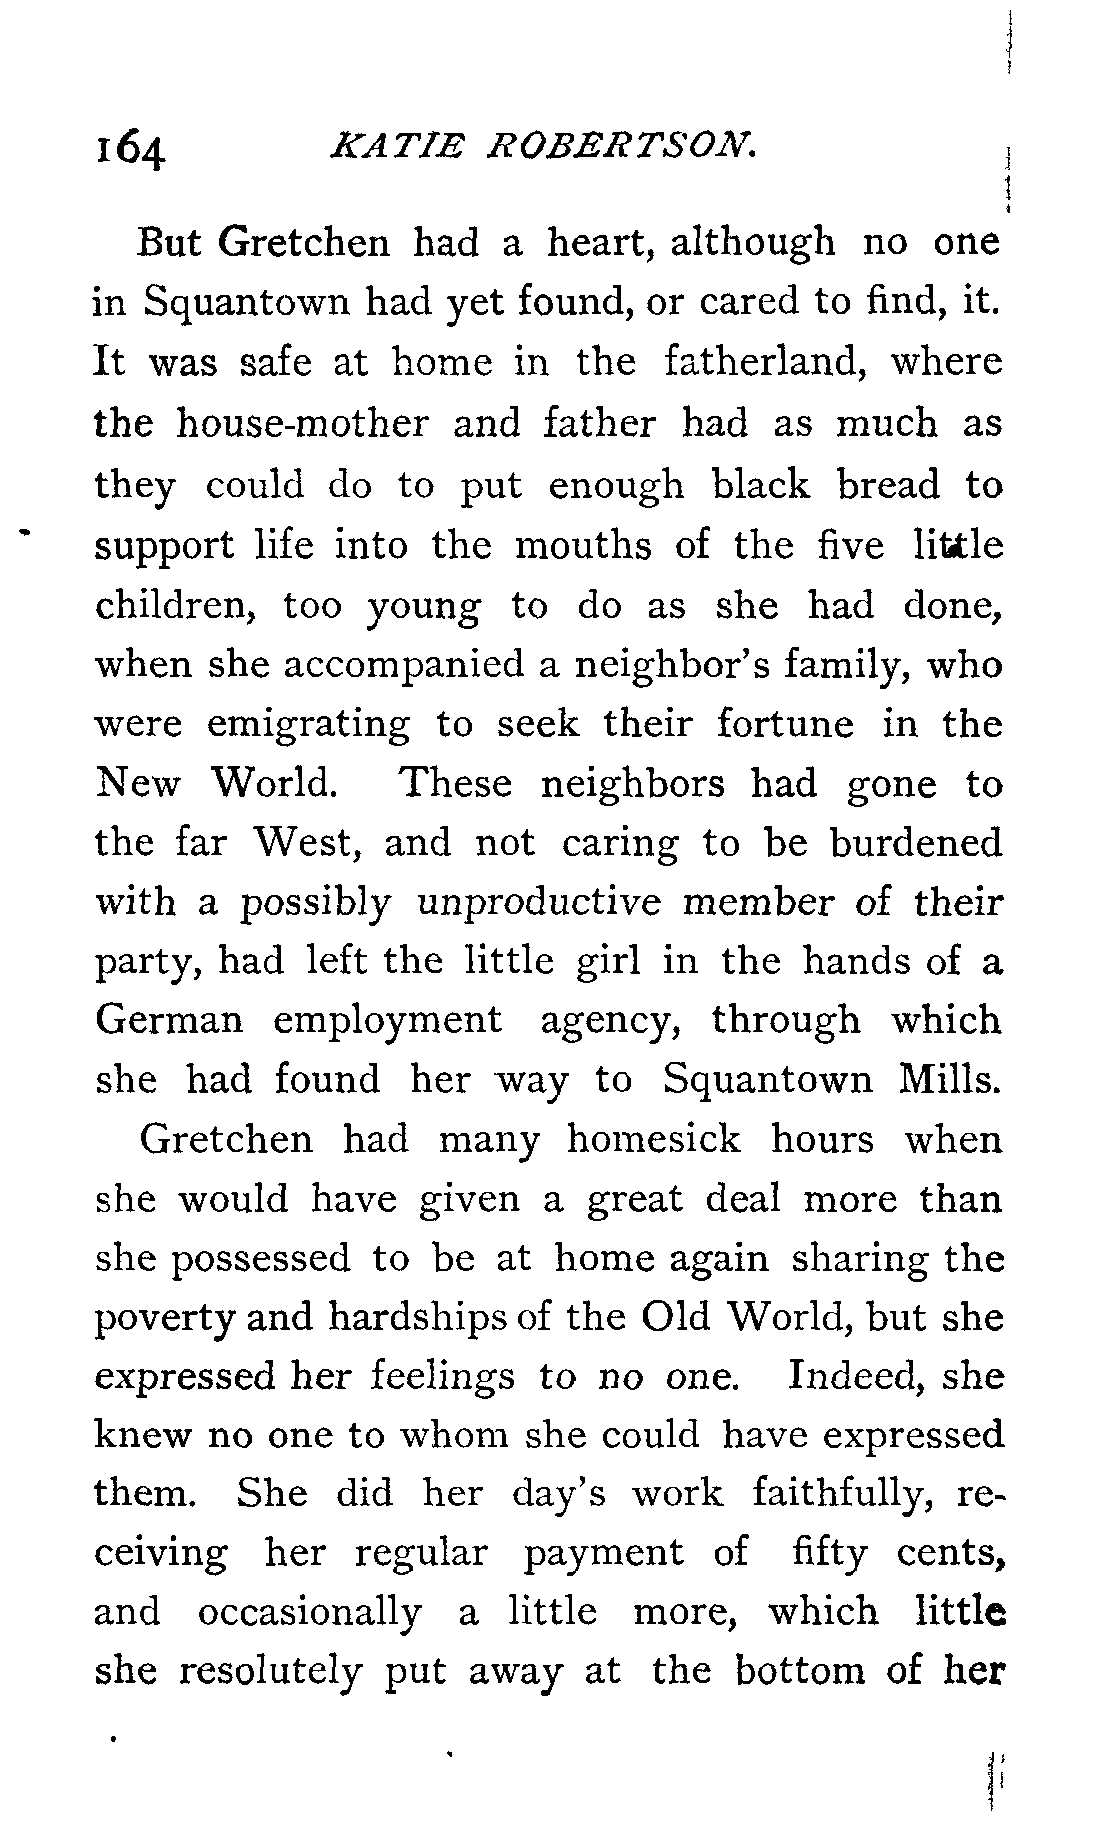 164 KATIE ROBERTSON.
But Gretchen had a heart, although no one
in Squantown had yet found, or cared to find, it.
It was safe at home in the fatherland, where
the house-mother and father had as much as
they could do to put enough black bread to
support life into the mouths of the five little
children, too young to do as she had done,
when she accompanied a neighbor's family, who
were emigrating to seek their fortune in the
New World. These neighbors had gone to
the far West, and not caring to be burdened
with a possibly unproductive member of their
party, had left the little girl in the hands of a
German employment agency, through which
she had found her way to Squantown Mills.
Gretchen had many homesick hours when
she would have given a great deal more than
she possessed to be at home again sharing the
poverty and hardships of the Old World, but she
expressed her feelings to no one. Indeed, she
knew no one to whom she could have expressed
them. She did her day's work faithfully, re-
ceiving her regular payment of fifty cents,
and occasionally a little more, which little
she resolutely put away at the bottom of her